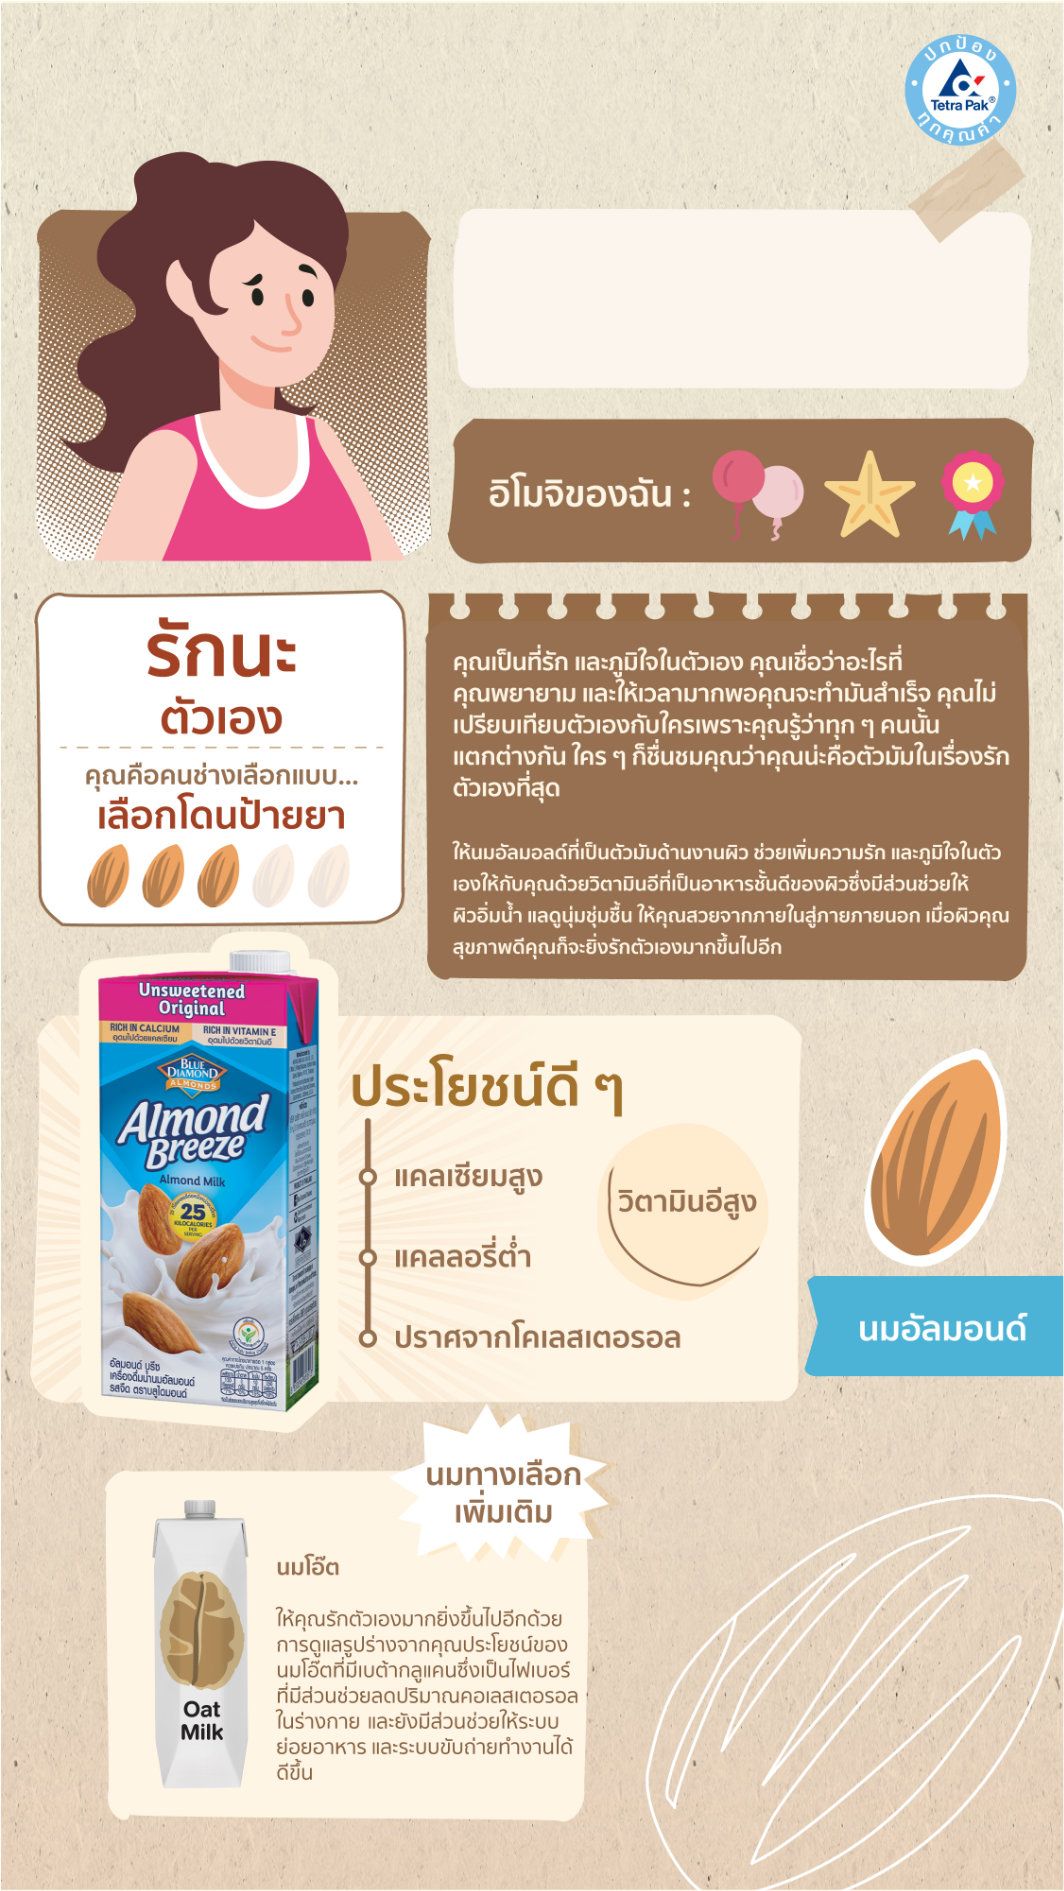 ปกป้อง
Tetra Pak®
ทุกคุณค่า
อิโมจิของฉัน :
รักนะ
ตัวเอง
คุณคือคนช่างเลือกแบบ...
เลือกโดนป้ายยา
คุณเป็นที่รัก และภูมิใจในตัวเอง คุณเชื่อว่าอะไรที่
คุณพยายาม และให้เวลามากพอคุณจะทำมันสำเร็จ คุณไม่
เปรียบเทียบตัวเองกับใครเพราะคุณรู้ว่าทุก ๆ คนนั้น
แตกต่างกัน ใคร ๆ ก็ชื่นชมคุณว่าคุณน่ะคือตัวมัมในเรื่องรัก
ตัวเองที่สุด
ให้นมอัลมอลด์ที่เป็นตัวมัมด้านงานผิว ช่วยเพิ่มความรัก และภูมิใจในตัว
เองให้กับคุณด้วยวิตามินอีที่เป็นอาหารชั้นดีของผิวซึ่งมีส่วนช่วยให้
ผิวอิ่มน้ำ แลดูนุ่มชุ่มชื้น ให้คุณสวยจากภายในสู่ภายภายนอก เมื่อผิวคุณ
สุขภาพดีคุณก็จะยิ่งรักตัวเองมากขึ้นไปอีก
Unsweetened
Original
RICH IN CALCIUM
อุดมไปด้วยแคลเซียม
RICH IN VITAMIN E
อุดมไปด้วยวิตามินอี
BLUE
DIAMOND
ALMONDS
Almond
Breeze
Almond Milk
25
KILOCALORIES
PER
SERVING
อัลมอนด์ บรีซ
เครื่องดื่มน้ำนมอัลมอนด์
รสจืด ตราบลูไดมอนด์
ประโยชน์ดี ๆ
แคลเซียมสูง
แคลลอรี่ต่ำ
ปราศจากโคเลสเตอรอล
วิตามินอีสูง
นมอัลมอนด์
นมทางเลือก
เพิ่มเติม
Oat
Milk
นมโอ๊ต
ให้คุณรักตัวเองมากยิ่งขึ้นไปอีกด้วย
การดูแลรูปร่างจากคุณประโยชน์ของ
นมโอ๊ตที่มีเบต้ากลูแคนซึ่งเป็นไฟเบอร์
ที่มีส่วนช่วยลดปริมาณคอเลสเตอรอล
ในร่างกาย และยังมีส่วนช่วยให้ระบบ
ย่อยอาหาร และระบบขับถ่ายทำงานได้
ดีขึ้น